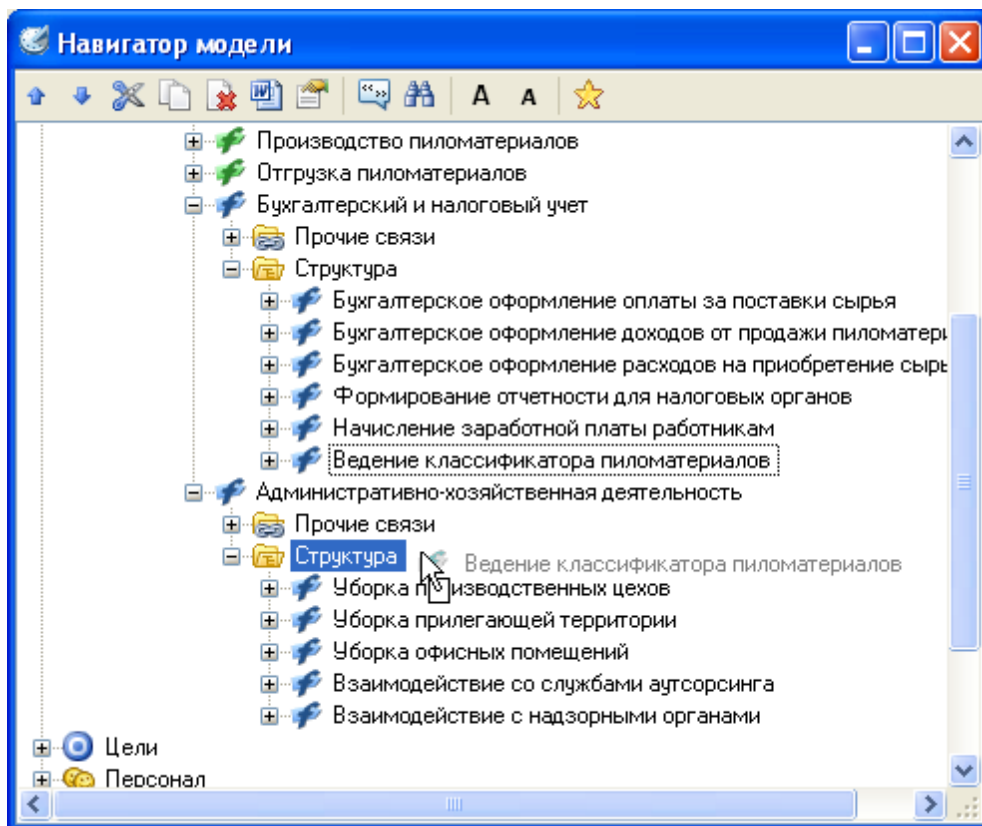 Навигатор модели
W
A
A
Производство пиломатериалов
Отгрузка пиломатериалов
Бухгалтерский и налоговый учет
Прочие связи
Структура
Бухгалтерское оформление оплаты за поставки сырья
Бухгалтерское оформление доходов от продажи пиломатери
Бухгалтерское оформление расходов на приобретение сырь
Формирование отчетности для налоговых органов
Начисление заработной платы работникам
Ведение классификатора пиломатериалов
Административно-хозяйственная деятельность
Прочие связи
Структура
Ведение классификатора пиломатериалов
Уборка п изводственных цехов
Уборка прилегающей территории
Уборка офисных помещений
Взаимодействие со службами аутсорсинга
Взаимодействие с надзорными органами
Цели
Персонал